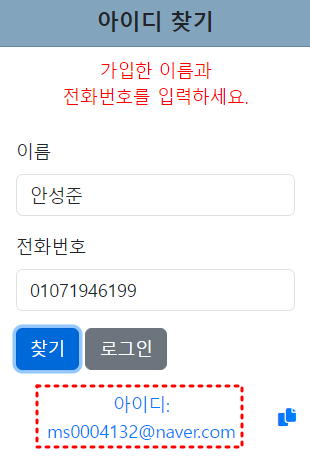 아이디 찾기
가입한 이름과
전화번호를 입력하세요.
이름
안성준
전화번호
01071946199
찾기 로그인
아이디:
ms0004132@naver.com